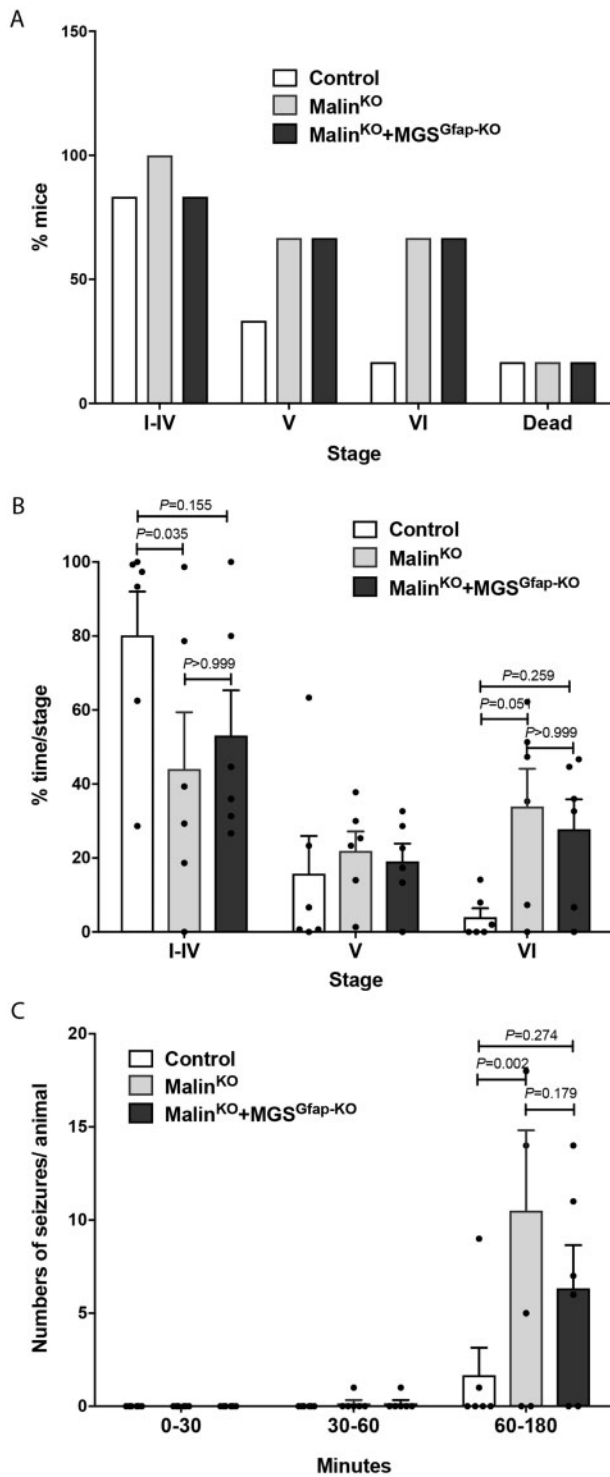 A
150
100
50
0
% mice
Control
Malin^KO
Malin^KO+MGS^Gfap-KO
I-IV V VI Dead
Stage
B
P=0.155
P=0.035
P>0.999
Control
Malin^KO
Malin^KO+MGS^Gfap-KO
P=0.259
P=0.051
P>0.999
100
80
60
40
20
0
% time/stage
I-IV V VI
Stage
C
20
15
10
5
0
Numbers of seizures/ animal
Control
Malin^KO
Malin^KO+MGS^Gfap-KO
P=0.274
P=0.002
P=0.179
0-30 30-60 60-180
Minutes